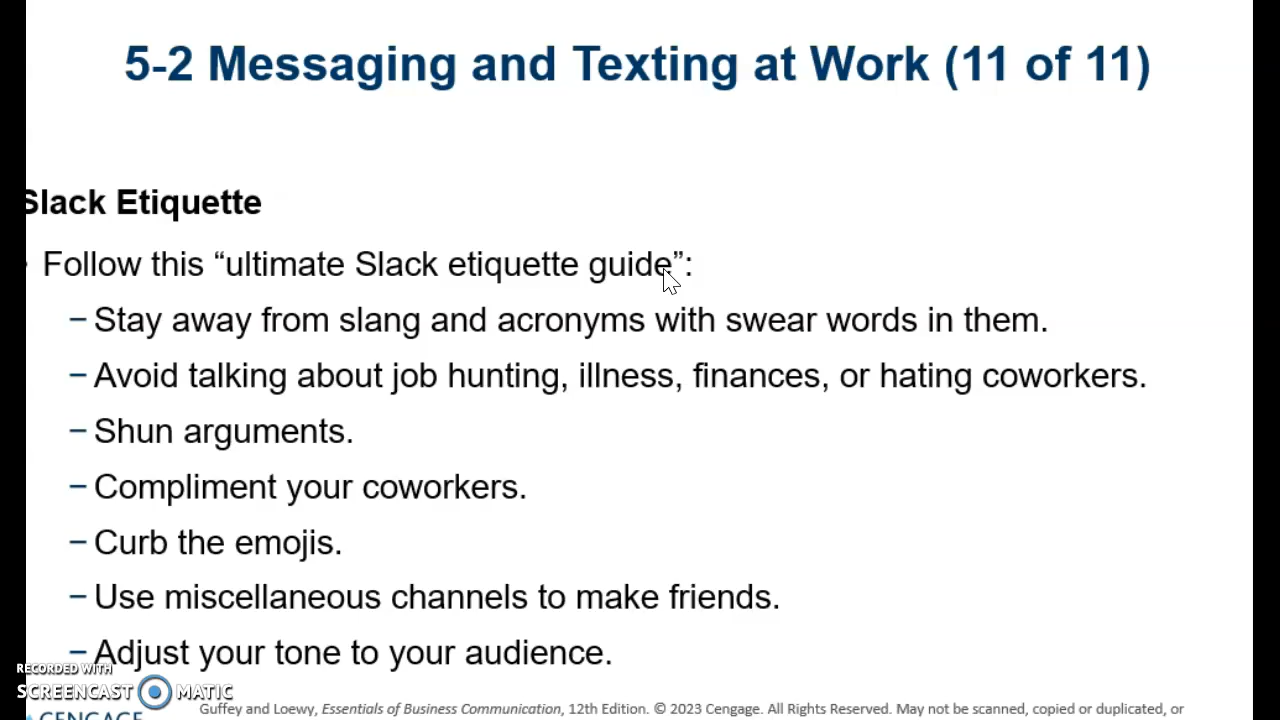 5-2 Messaging and Texting at Work (11 of 11)
Slack Etiquette
• Follow this “ultimate Slack etiquette guide”:
– Stay away from slang and acronyms with swear words in them.
– Avoid talking about job hunting, illness, finances, or hating coworkers.
– Shun arguments.
– Compliment your coworkers.
– Curb the emojis.
– Use miscellaneous channels to make friends.
– Adjust your tone to your audience.
RECORDED WITH
SCREENCAST MATIC
CENGAGE
Guffey and Loewy, Essentials of Business Communication, 12th Edition. © 2023 Cengage. All Rights Reserved. May not be scanned, copied or duplicated, or